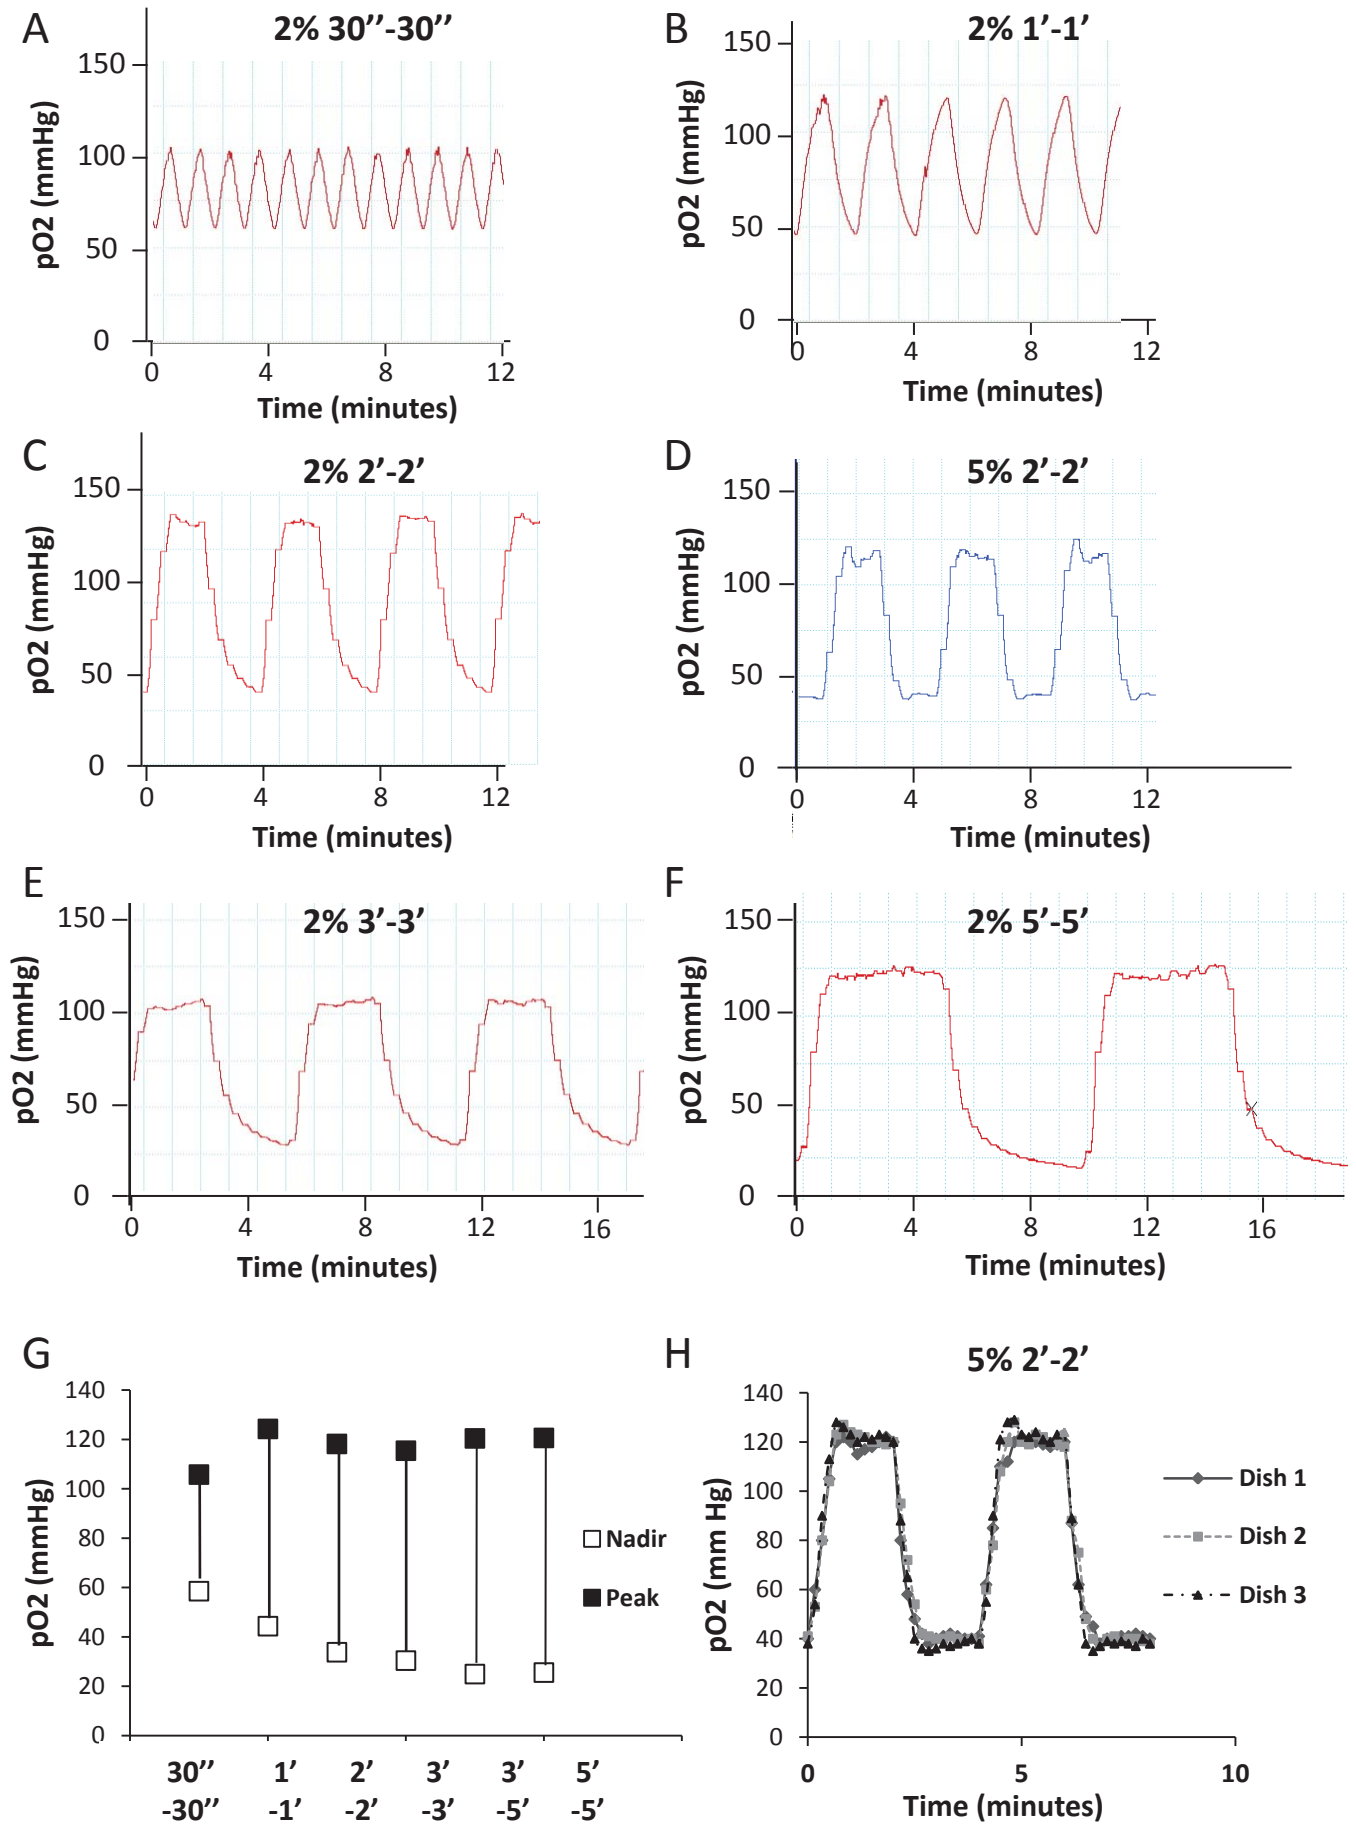 A
2% 30’’-30’’
150
100
50
0
pO2 (mmHg)
0 4 8 12
Time (minutes)
B
2% 1’-1’
150
100
50
0
pO2 (mmHg)
0 4 8 12
Time (minutes)
C
2% 2’-2’
150
100
50
0
pO2 (mmHg)
0 4 8 12
Time (minutes)
D
5% 2’-2’
150
100
50
0
pO2 (mmHg)
0 4 8 12
Time (minutes)
E
2% 3’-3’
150
100
50
0
pO2 (mmHg)
0 4 8 12 16
Time (minutes)
F
2% 5’-5’
150
100
50
0
pO2 (mmHg)
0 4 8 12 16
Time (minutes)
G
140
120
100
80
60
40
20
0
pO2 (mmHg)
Nadir
Peak
30’’ 1’ 2’ 3’ 3’ 5’
-30’’ -1’ -2’ -3’ -5’ -5’
H
5% 2’-2’
140
120
100
80
60
40
20
0
pO2 (mm Hg)
Dish 1
Dish 2
Dish 3
0 5 10
Time (minutes)